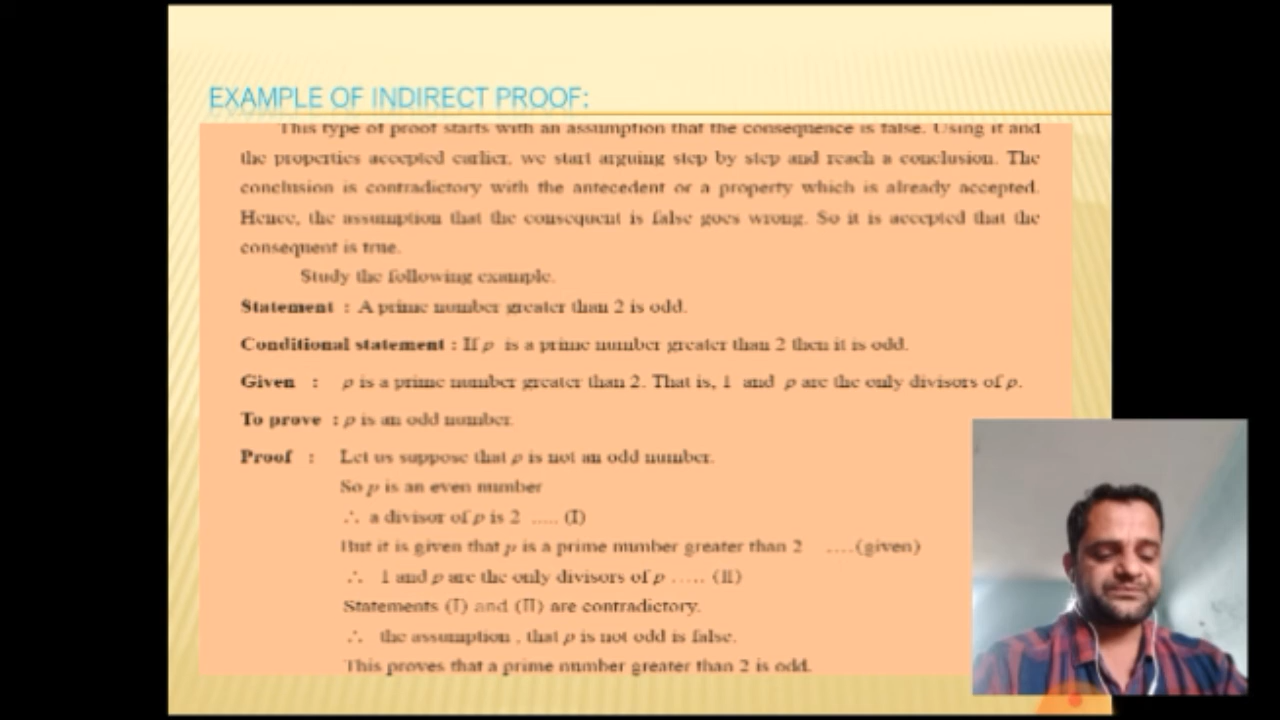 EXAMPLE OF INDIRECT PROOF:
This type of proof starts with an assumption that the consequence is false. Using it and
the properties accepted earlier, we start arguing step by step and reach a conclusion. The
conclusion is contradictory with the antecedent or a property which is already accepted.
Hence, the assumption that the consequent is false goes wrong. So it is accepted that the
consequent is true.
Study the following example.
Statement : A prime number greater than 2 is odd.
Conditional statement : If p is a prime number greater than 2 then it is odd.
Given : p is a prime number greater than 2. That is, 1 and p are the only divisors of p.
To prove : p is an odd number.
Proof : Let us suppose that p is not an odd number.
So p is an even number
∴ a divisor of p is 2 ..... (I)
But it is given that p is a prime number greater than 2 ....(given)
∴ 1 and p are the only divisors of p ..... (II)
Statements (I) and (II) are contradictory.
∴ the assumption , that p is not odd is false.
This proves that a prime number greater than 2 is odd.